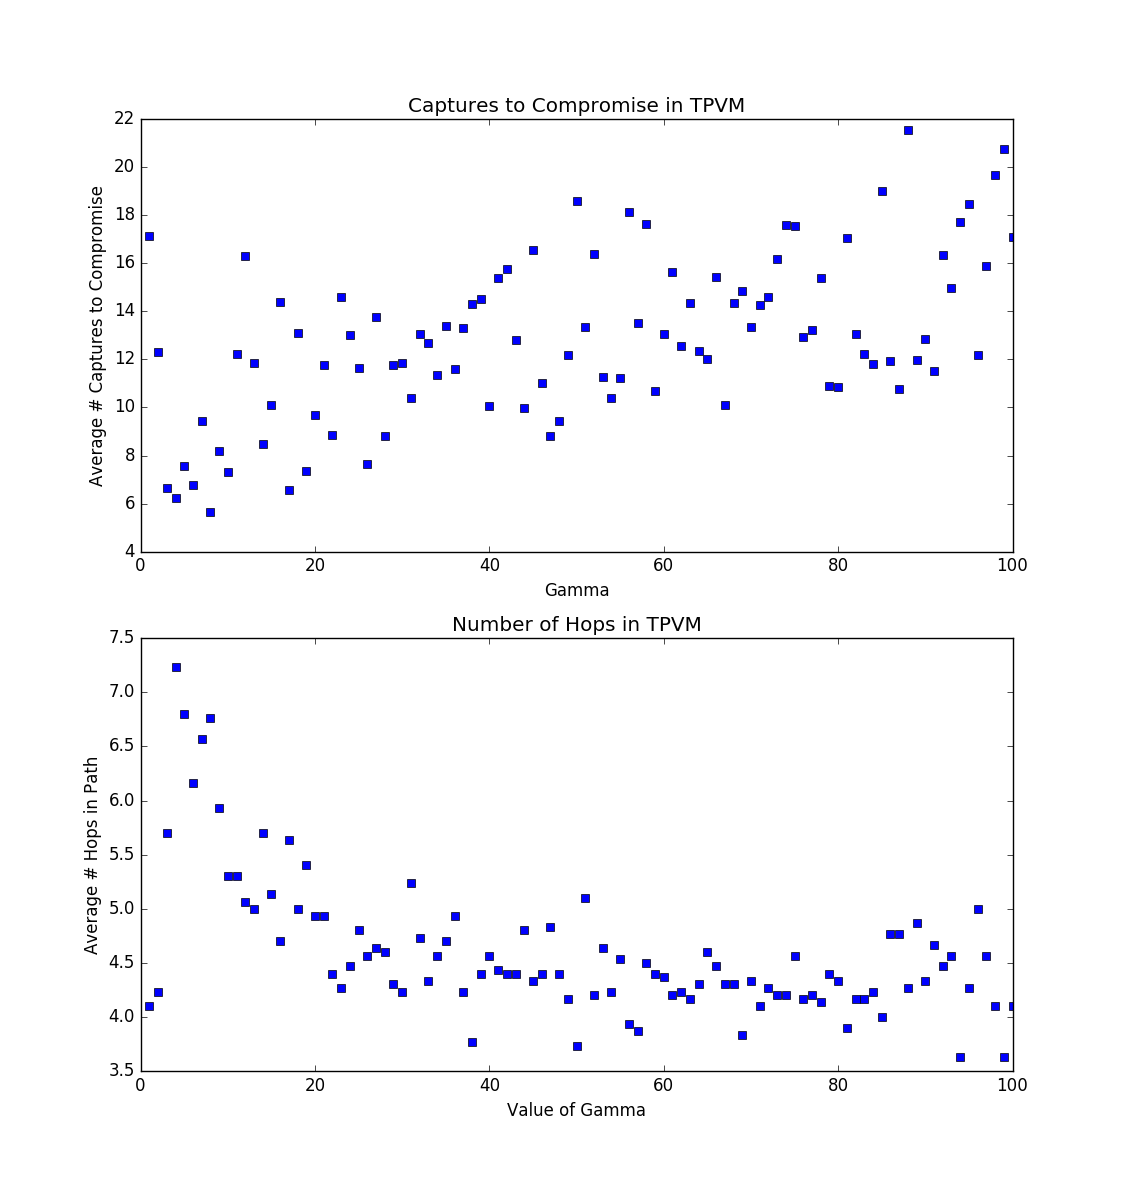 Captures to Compromise in TPVM
22
20
18
16
14
12
10
8
6
4
Average # Captures to Compromise
0 20 40 60 80 100
Gamma
Number of Hops in TPVM
7.5
7.0
6.5
6.0
5.5
5.0
4.5
4.0
3.5
Average # Hops in Path
0 20 40 60 80 100
Value of Gamma